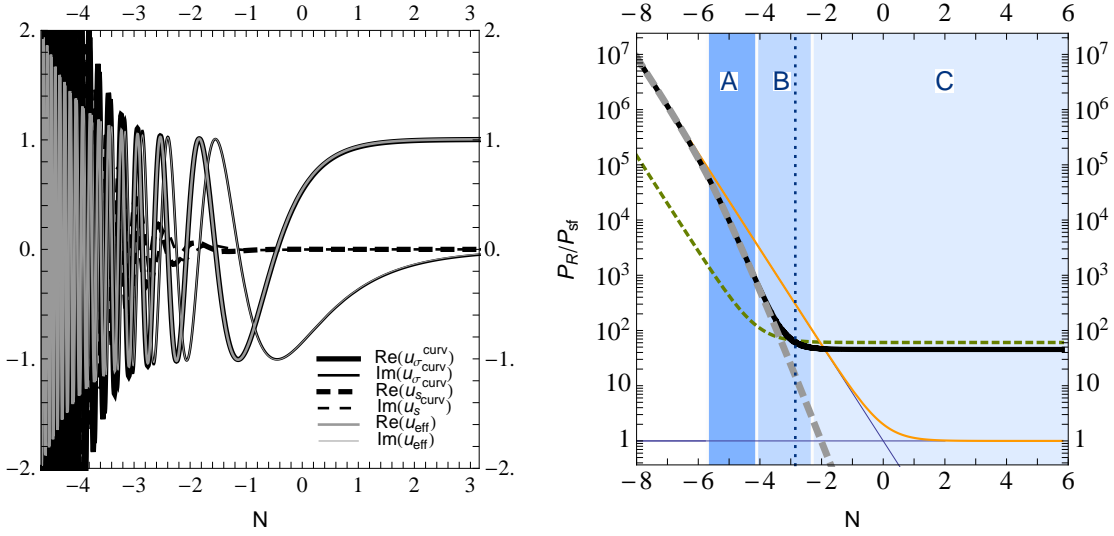 −4 −3 −2 −1 0 1 2 3
2. 2.
1. 1.
0. 0.
−1. −1.
−2. −2.
−4 −3 −2 −1 0 1 2 3
N
Re(u_σ^curv)
Im(u_σ^curv)
Re(u_s^curv)
Im(u_s^curv)
Re(u_eff)
Im(u_eff)
−8 −6 −4 −2 0 2 4 6
A B C
10^7 10^7
10^6 10^6
10^5 10^5
10^4 10^4
10^3 10^3
10^2 10^2
10 10
1 1
P_R/P_sf
−8 −6 −4 −2 0 2 4 6
N